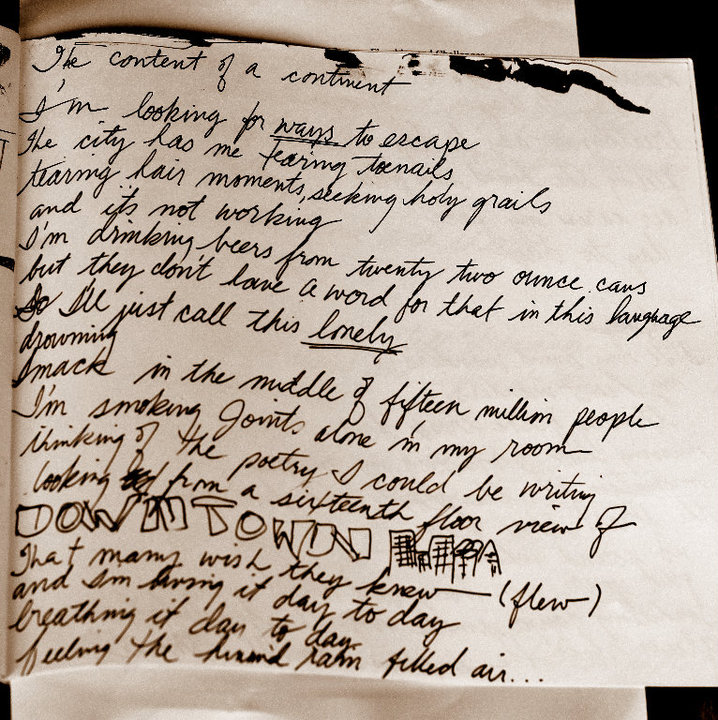 The content of a continent
I'm looking for ways to escape
the city has me tearing toenails
tearing hair moments, seeking holy grails
and it's not working
I'm drinking beers from twenty two ounce cans
but they don't have a word for that in this language
So I'll just call this lonely
drowning
smack in the middle of fifteen million people
I'm smoking joints alone in my room
thinking of the poetry I could be writing
looking from a sixteenth floor view of
DOWNTOWN
That many wish they knew — (flew)
and I'm living it day to day
breathing it day to day
feeling the humid rain filled air...